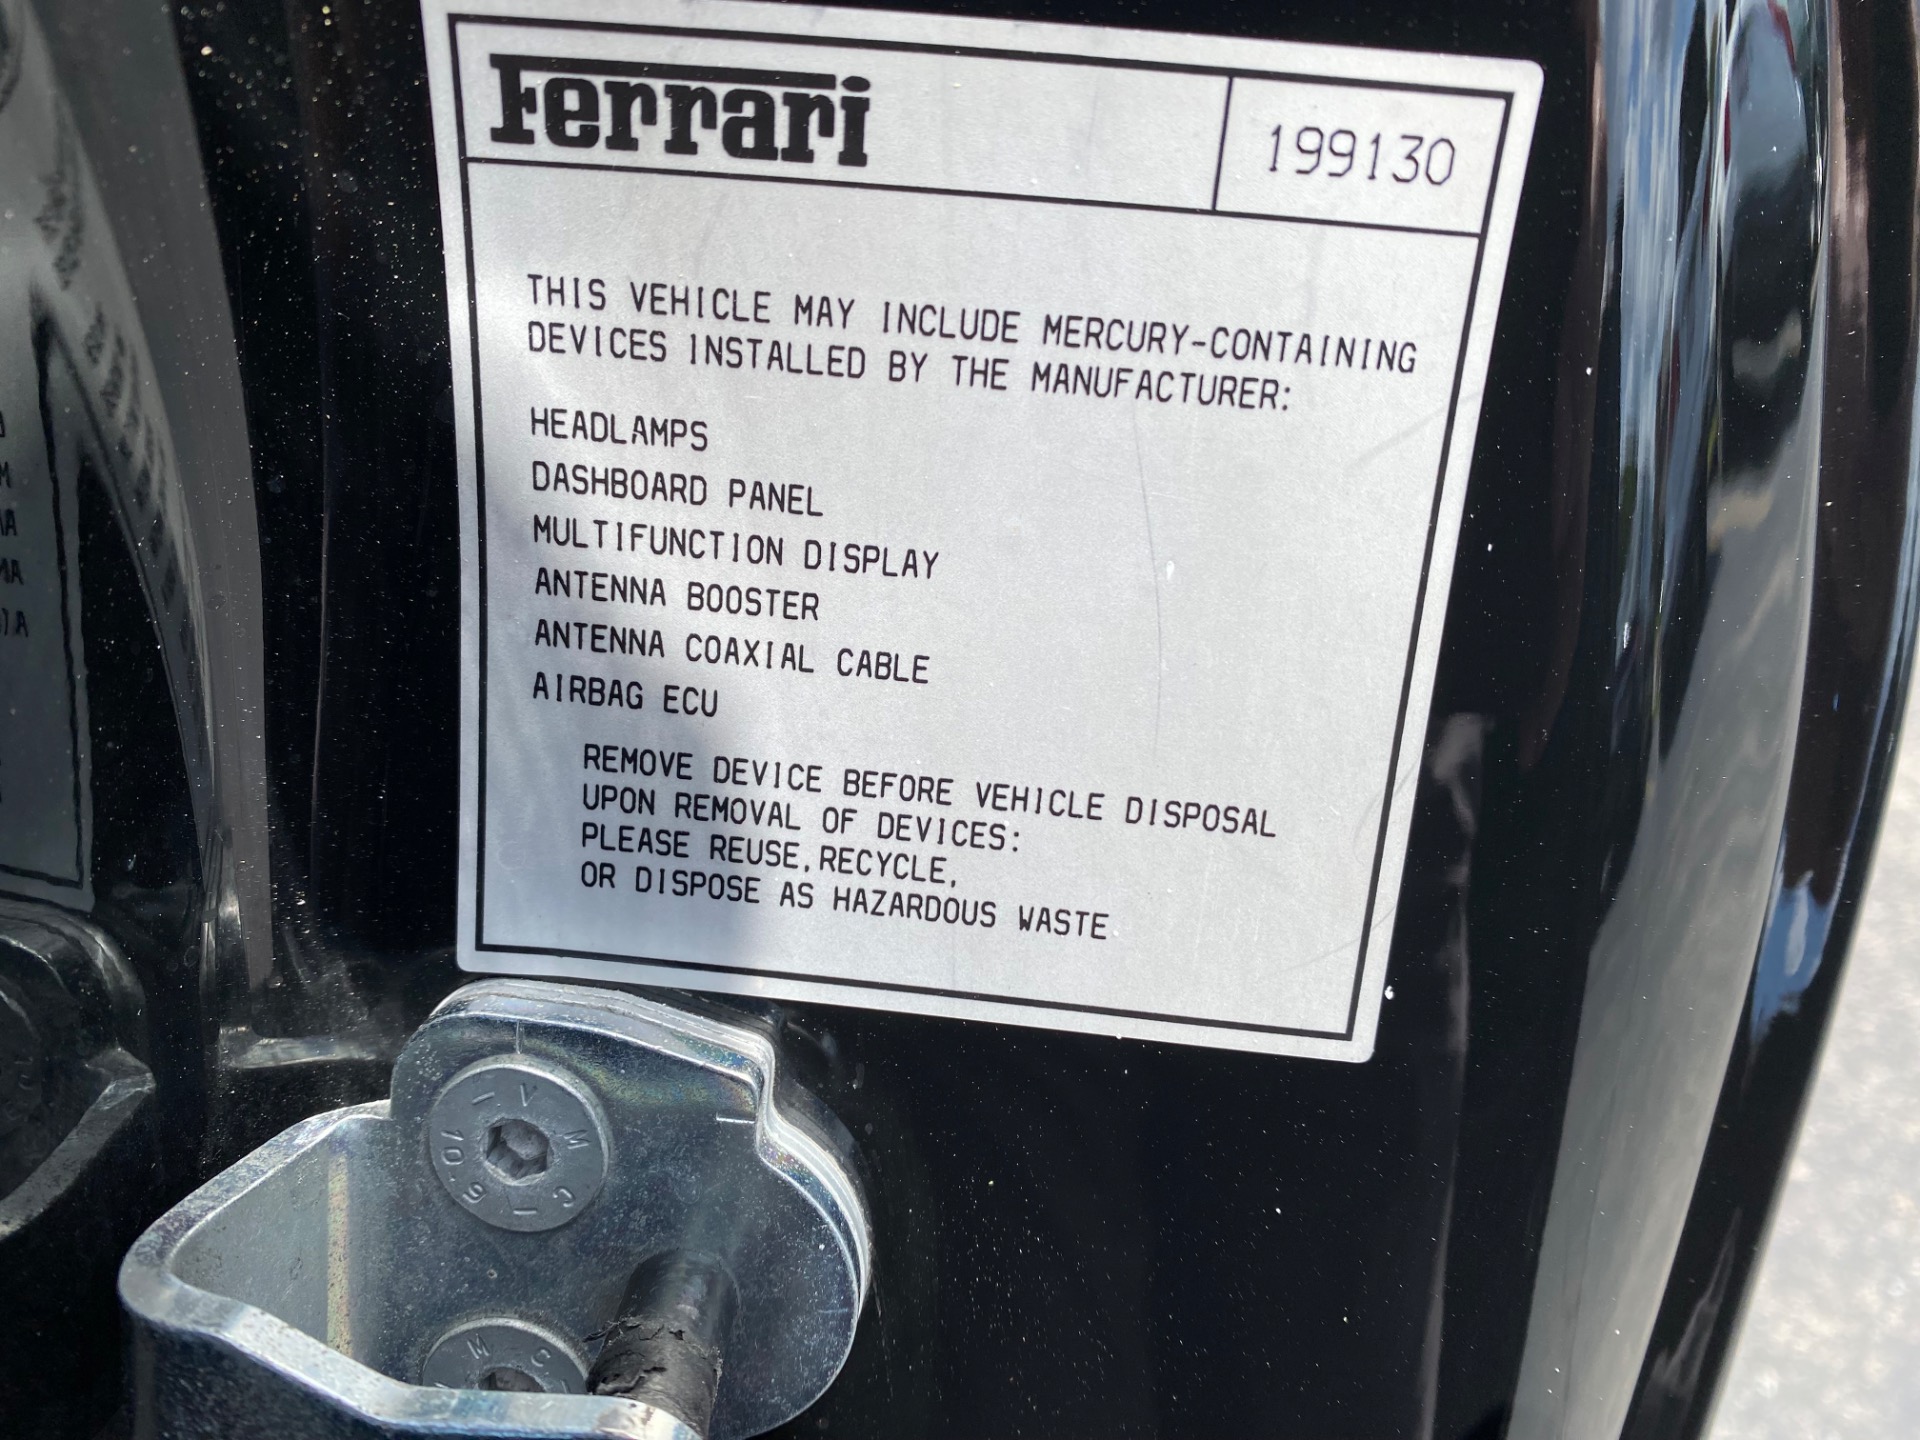 Ferrari
199130
THIS VEHICLE MAY INCLUDE MERCURY-CONTAINING
DEVICES INSTALLED BY THE MANUFACTURER:
HEADLAMPS
DASHBOARD PANEL
MULTIFUNCTION DISPLAY
ANTENNA BOOSTER
ANTENNA COAXIAL CABLE
AIRBAG ECU
REMOVE DEVICE BEFORE VEHICLE DISPOSAL
UPON REMOVAL OF DEVICES:
PLEASE REUSE, RECYCLE,
OR DISPOSE AS HAZARDOUS WASTE
V M C
10.9
M C